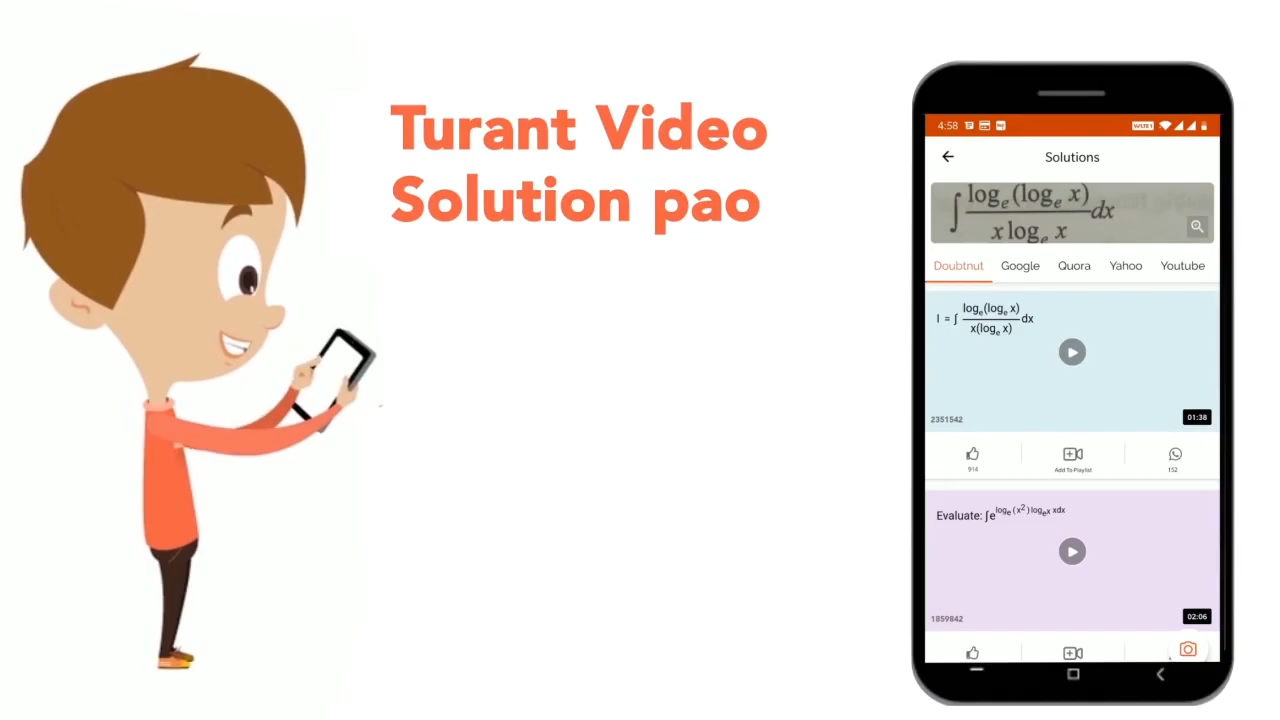 Turant Video
Solution pao
4:58
VoLTE1
Solutions
∫ logₑ(logₑ x) / x logₑ x dx
Doubtnut Google Quora Yahoo Youtube
I = ∫ logₑ(logₑ x) / x(logₑ x) dx
2351542 01:38
914 Add To Playlist 152
Evaluate: ∫e^logₑ(x²)logₑx xdx
1859842 02:06